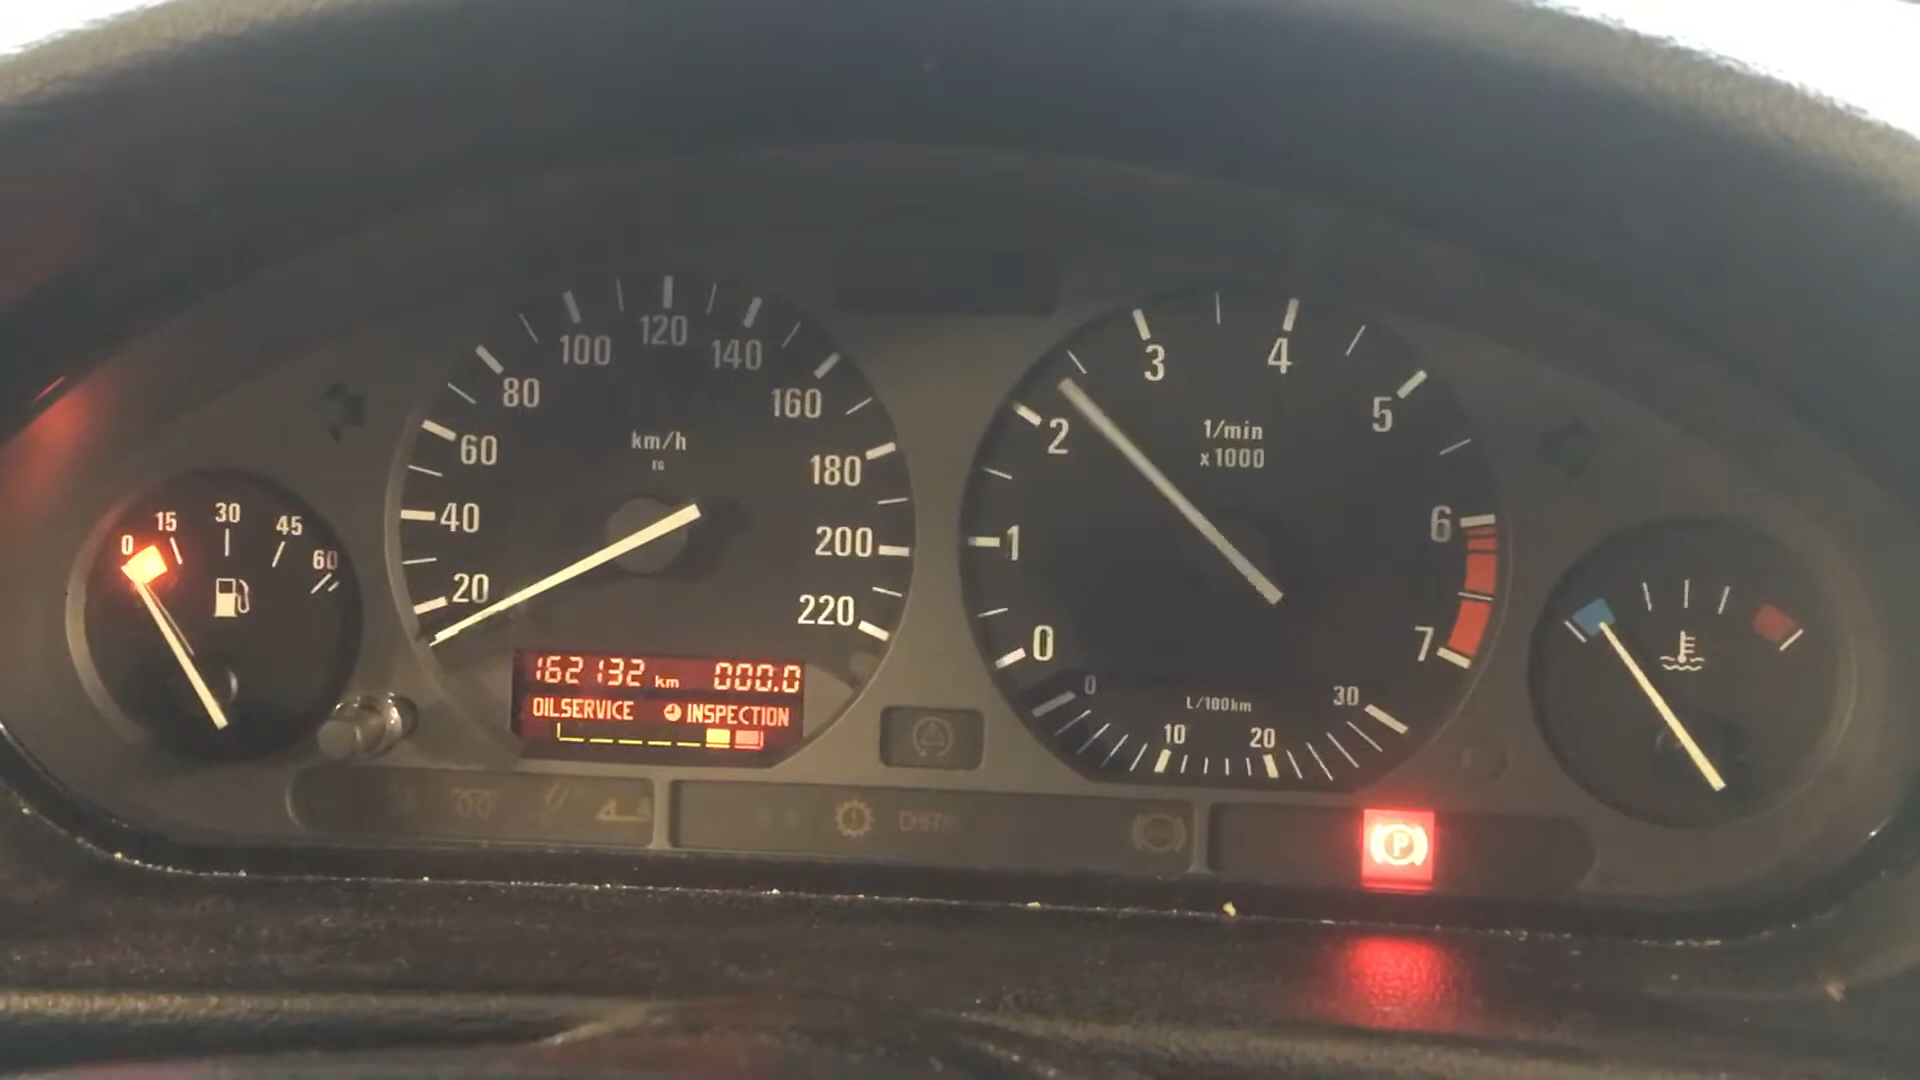 0 15 30 45 60
20 40 60 80 100 120 140 160 180 200 220
km/h
EG
162132 km 000.0
OILSERVICE INSPECTION
0 1 2 3 4 5 6 7
1/min
x1000
0 10 20 30
L/100km
P